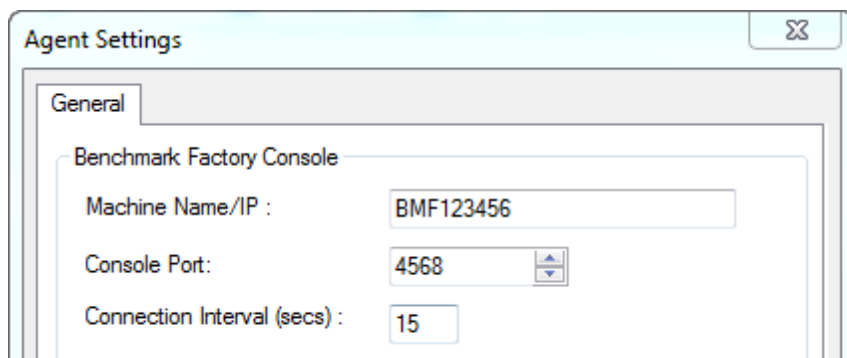 Agent Settings
General
Benchmark Factory Console
Machine Name/IP : BMF123456
Console Port: 4568
Connection Interval (secs) : 15